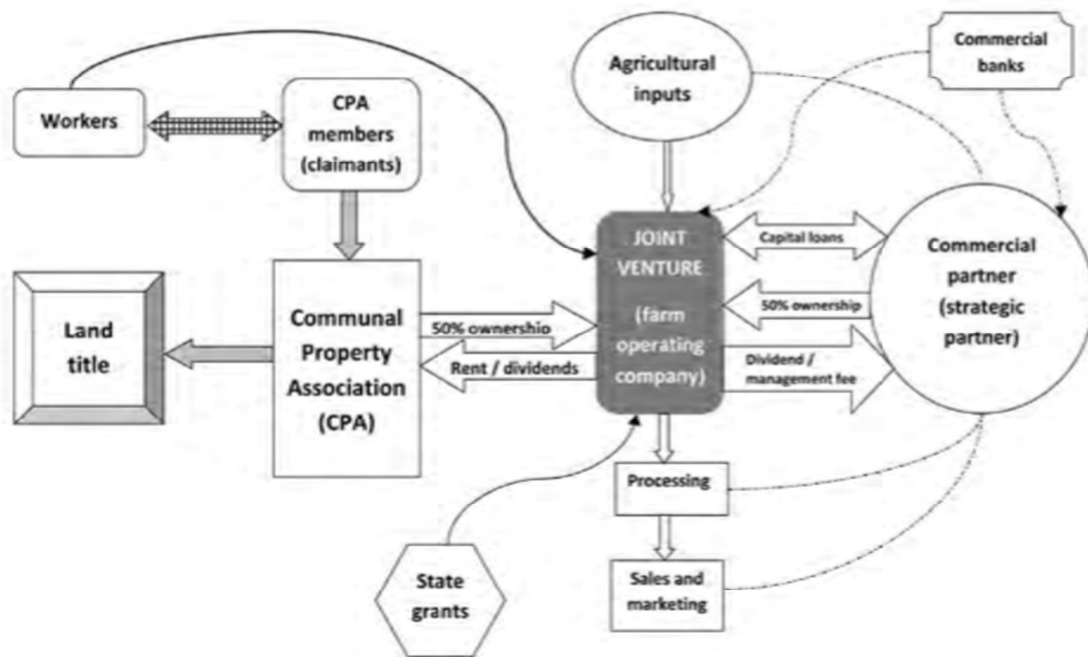 Workers
CPA
members
(claimants)
Agricultural
inputs
Commercial
banks
Land
title
Communal
Property
Association
(CPA)
50% ownership
Rent / dividends
JOINT
VENTURE
(farm
operating
company)
Capital loans
50% ownership
Dividend /
management fee
Commercial
partner
(strategic
partner)
Processing
State
grants
Sales and
marketing